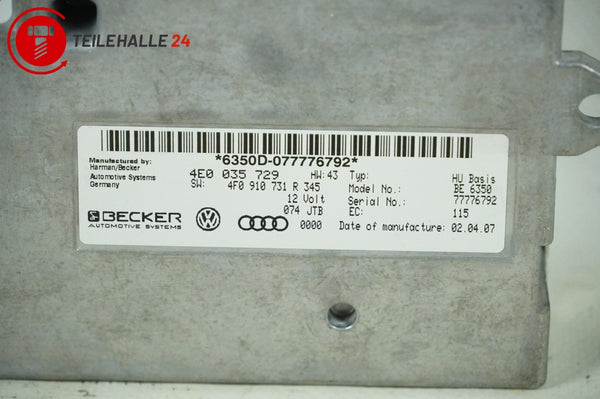 TEILEHALLE 24
*6350D-077776792*
Manufactured by:
Harman/Becker
Automotive Systems
Germany
4E0 035 729 HW:43 Typ: HU Basis
SW: 4F0 910 731 R 345 Model No.: BE 6350
12 Volt Serial No.: 77776792
074 JTB EC: 115
BECKER
AUTOMOTIVE SYSTEMS
0000 Date of manufacture: 02.04.07